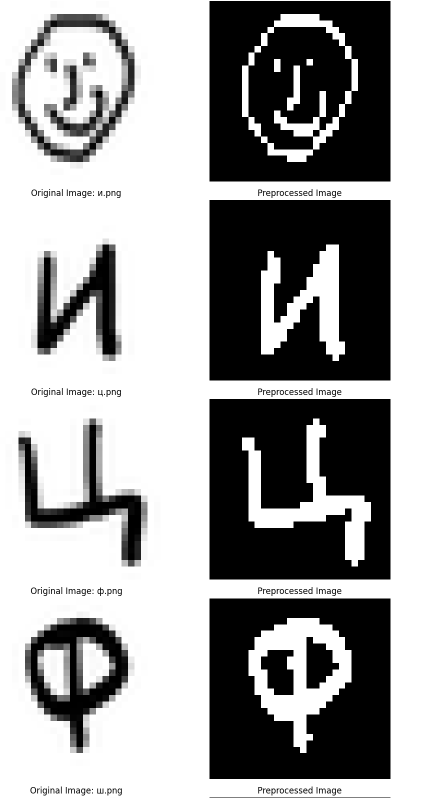 Original Image: и.png Preprocessed Image
И И
Original Image: ц.png Preprocessed Image
Ц Ц
Original Image: ф.png Preprocessed Image
Ф Ф
Original Image: ш.png Preprocessed Image